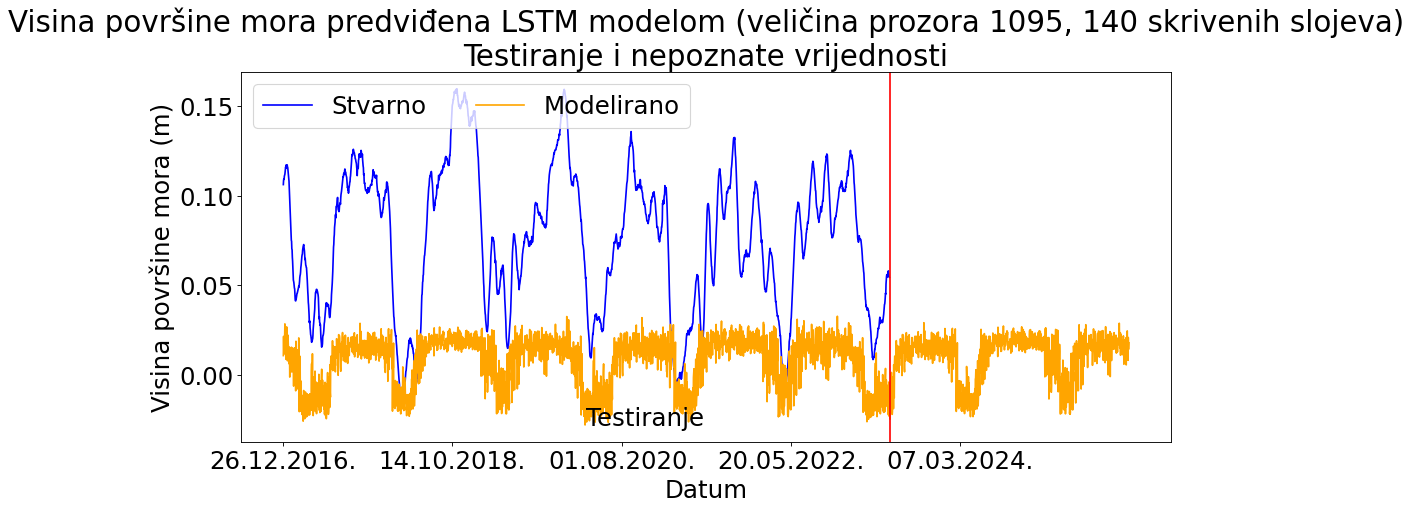 Visina površine mora predviđena LSTM modelom (veličina prozora 1095, 140 skrivenih slojeva)
Testiranje i nepoznate vrijednosti
Stvarno
Modelirano
Visina površine mora (m)
0.15
0.10
0.05
0.00
Testiranje
26.12.2016.
14.10.2018.
01.08.2020.
20.05.2022.
07.03.2024.
Datum